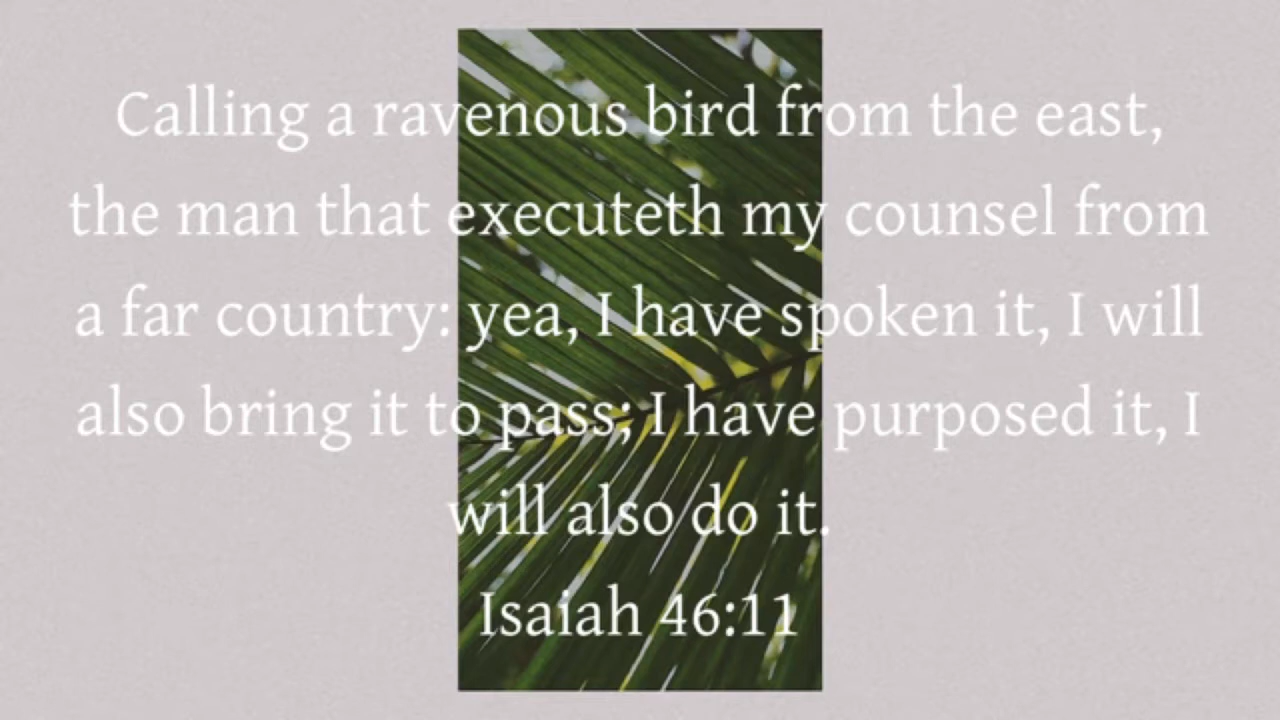 Calling a ravenous bird from the east,
the man that executeth my counsel from
a far country: yea, I have spoken it, I will
also bring it to pass; I have purposed it, I
will also do it.
Isaiah 46:11